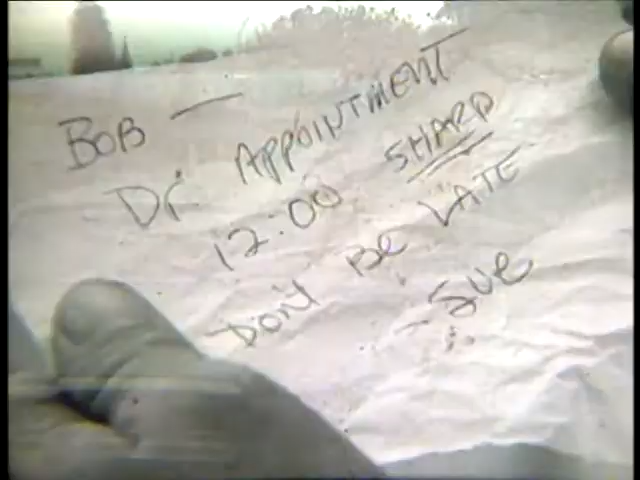 BOB —
Dr. APPOINTMENT
12:00 SHARP
DON'T BE LATE
- SUE